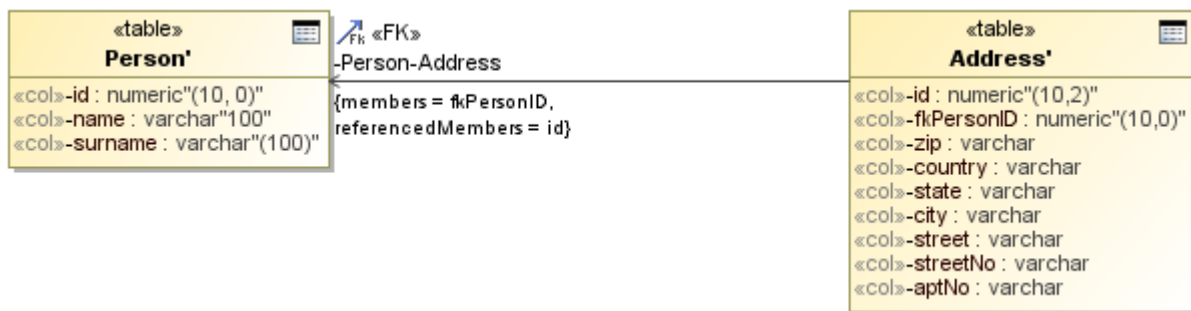 «table»
Person'
«col»-id : numeric"(10, 0)"
«col»-name : varchar"100"
«col»-surname : varchar"(100)"
Fk «FK»
-Person-Address
{members = fkPersonID,
referencedMembers = id}
«table»
Address'
«col»-id : numeric"(10,2)"
«col»-fkPersonID : numeric"(10,0)"
«col»-zip : varchar
«col»-country : varchar
«col»-state : varchar
«col»-city : varchar
«col»-street : varchar
«col»-streetNo : varchar
«col»-aptNo : varchar